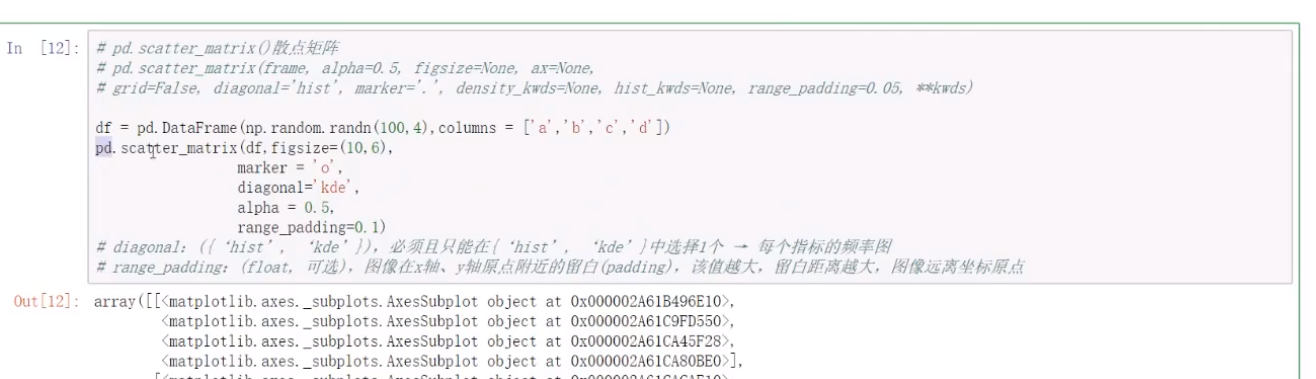 In [12]: # pd.scatter_matrix()散点矩阵
# pd.scatter_matrix(frame, alpha=0.5, figsize=None, ax=None,
# grid=False, diagonal='hist', marker='.', density_kwds=None, hist_kwds=None, range_padding=0.05, **kwds)
df = pd.DataFrame(np.random.randn(100,4),columns = ['a','b','c','d'])
pd.scatter_matrix(df,figsize=(10,6),
marker = 'o',
diagonal='kde',
alpha = 0.5,
range_padding=0.1)
# diagonal：({‘hist’, ‘kde’})，必须且只能在{‘hist’, ‘kde’}中选择1个 → 每个指标的频率图
# range_padding：(float, 可选)，图像在x轴、y轴原点附近的留白(padding)，该值越大，留白距离越大，图像远离坐标原点
Out[12]: array([[<matplotlib.axes._subplots.AxesSubplot object at 0x000002A61B496E10>,
<matplotlib.axes._subplots.AxesSubplot object at 0x000002A61C9FD550>,
<matplotlib.axes._subplots.AxesSubplot object at 0x000002A61CA45F28>,
<matplotlib.axes._subplots.AxesSubplot object at 0x000002A61CA80BE0>],